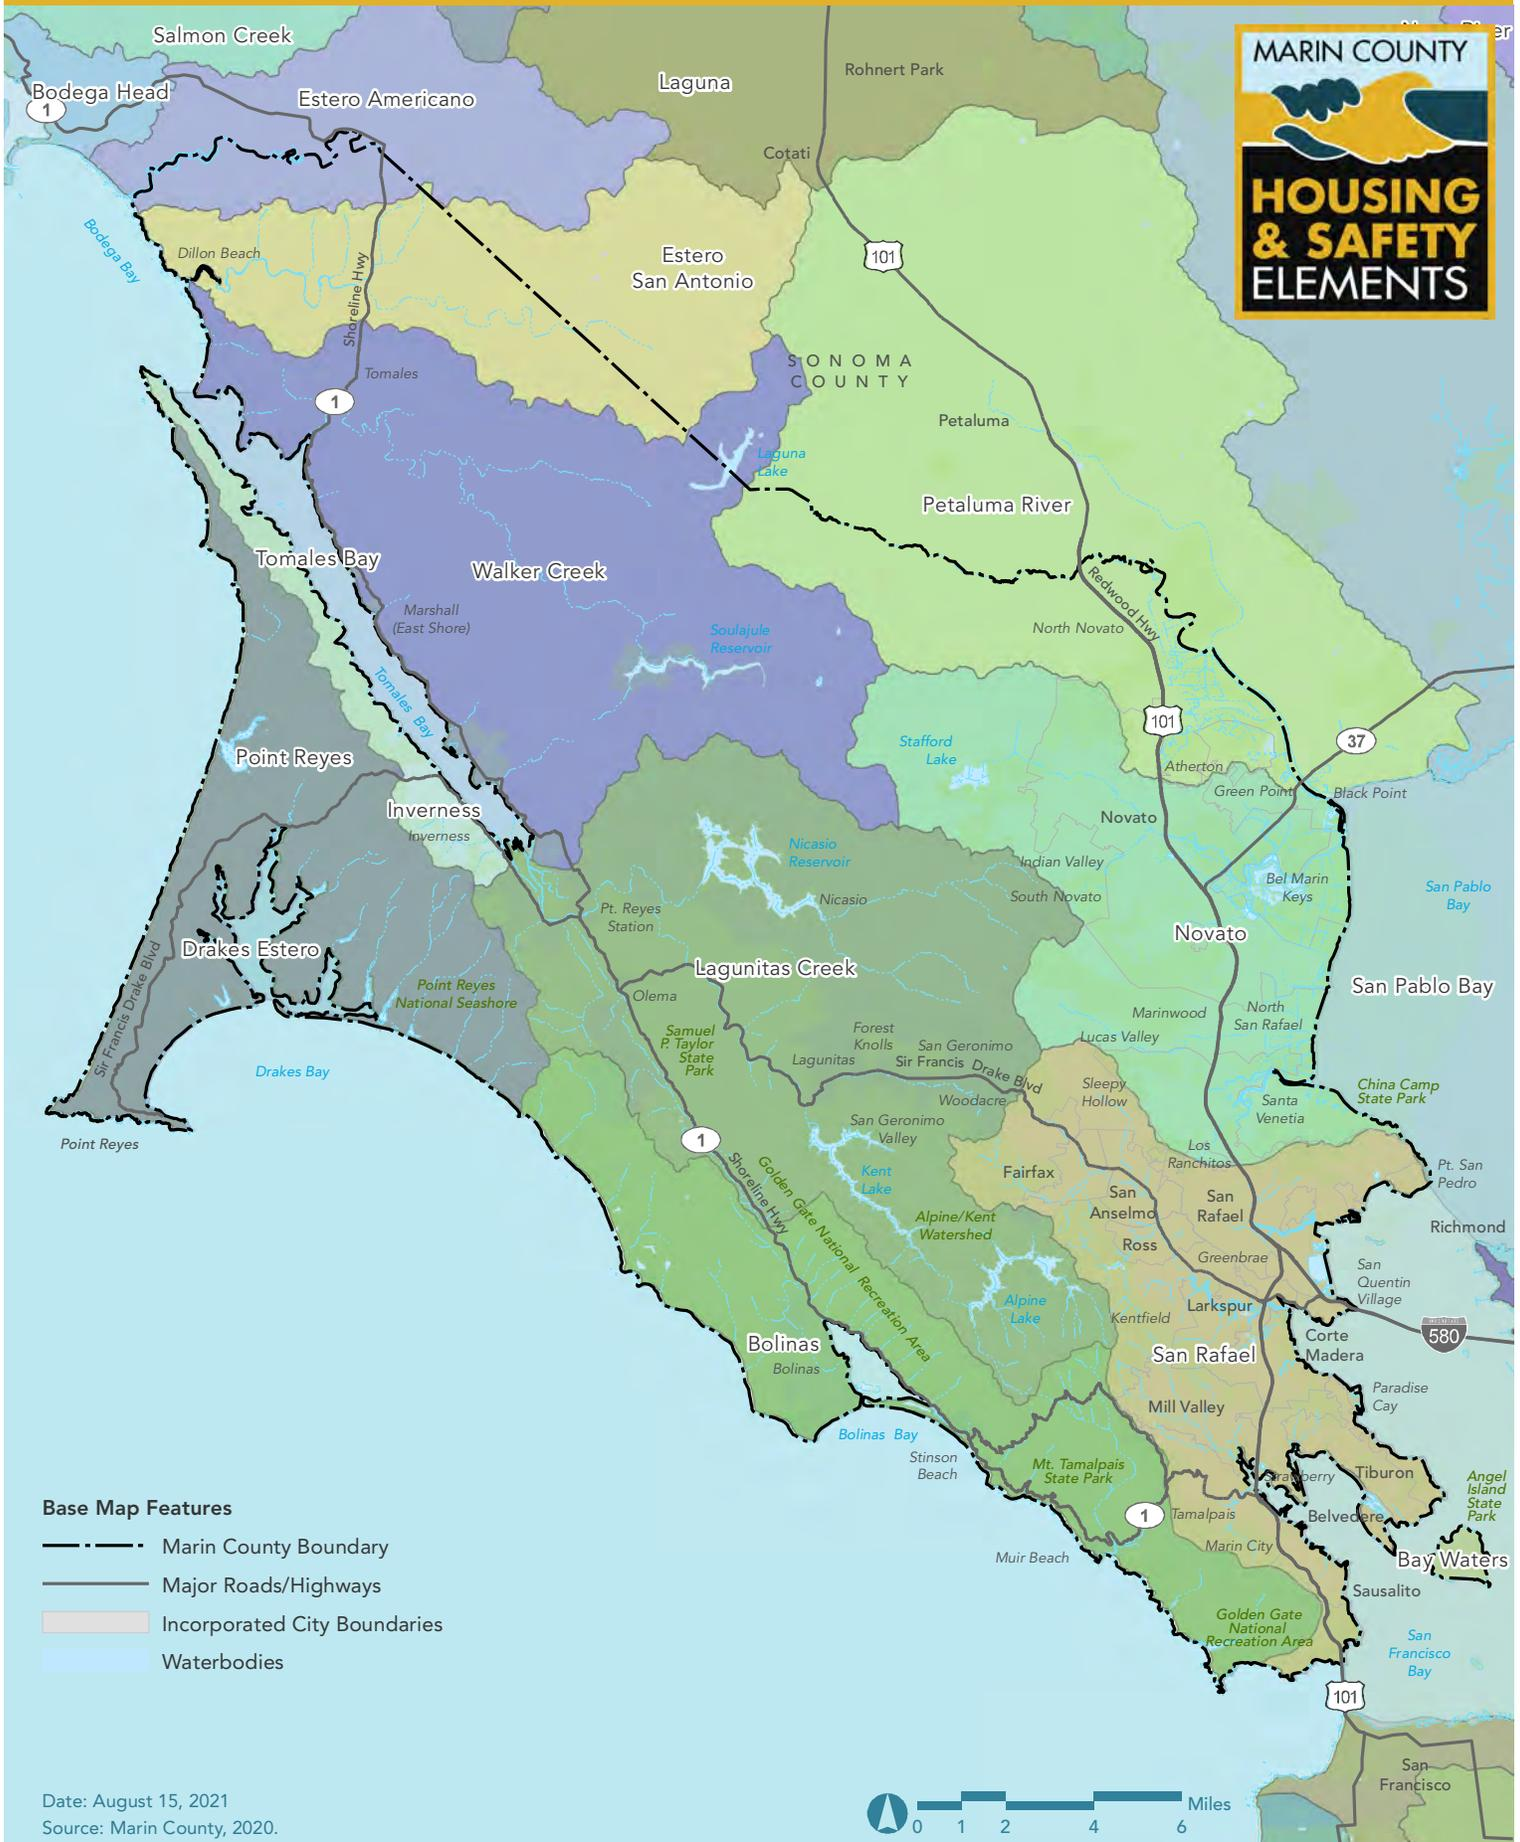 Salmon Creek
Bodega Head
1
Estero Americano
Laguna
Rohnert Park
Cotati
MARIN COUNTY
HOUSING
& SAFETY
ELEMENTS
Bodega Bay
Dillon Beach
Shoreline Hwy
Estero
San Antonio
101
SONOMA
COUNTY
Tomales
1
Petaluma
Laguna
Lake
Petaluma River
Tomales Bay
Walker Creek
Redwood Hwy
Marshall
(East Shore)
Soulajule
Reservoir
North Novato
Tomales Bay
101
37
Stafford
Lake
Point Reyes
Atherton
Green Point
Black Point
Inverness
Inverness
Novato
Nicasio
Reservoir
Indian Valley
Bel Marin
Keys
San Pablo
Bay
South Novato
Nicasio
Pt. Reyes
Station
Novato
Drakes Estero
Sir Francis Drake Blvd
Lagunitas Creek
Point Reyes
National Seashore
San Pablo Bay
Olema
Marinwood
North
San Rafael
Samuel
P. Taylor
State
Park
Forest
Knolls
Lucas Valley
Lagunitas
San Geronimo
Sir Francis Drake Blvd
Drakes Bay
Sleepy
Hollow
China Camp
State Park
Woodacre
Santa
Venetia
San Geronimo
Valley
Point Reyes
1
Los
Ranchitos
Shoreline Hwy
Golden Gate National Recreation Area
Kent
Lake
Fairfax
Pt. San
Pedro
San
Anselmo
San
Rafael
Alpine/Kent
Watershed
Richmond
Ross
Greenbrae
San
Quentin
Village
Alpine
Lake
Larkspur
Kentfield
580
Corte
Madera
Bolinas
Bolinas
San Rafael
Paradise
Cay
Mill Valley
Bolinas Bay
Stinson
Beach
Mt. Tamalpais
State Park
Strawberry
Tiburon
Angel
Island
State
Park
1
Tamalpais
Belvedere
Marin City
Muir Beach
Bay Waters
Sausalito
Golden Gate
National
Recreation Area
San
Francisco
Bay
101
San
Francisco
Base Map Features
Marin County Boundary
Major Roads/Highways
Incorporated City Boundaries
Waterbodies
Date: August 15, 2021
Source: Marin County, 2020.
Miles
0 1 2 4 6